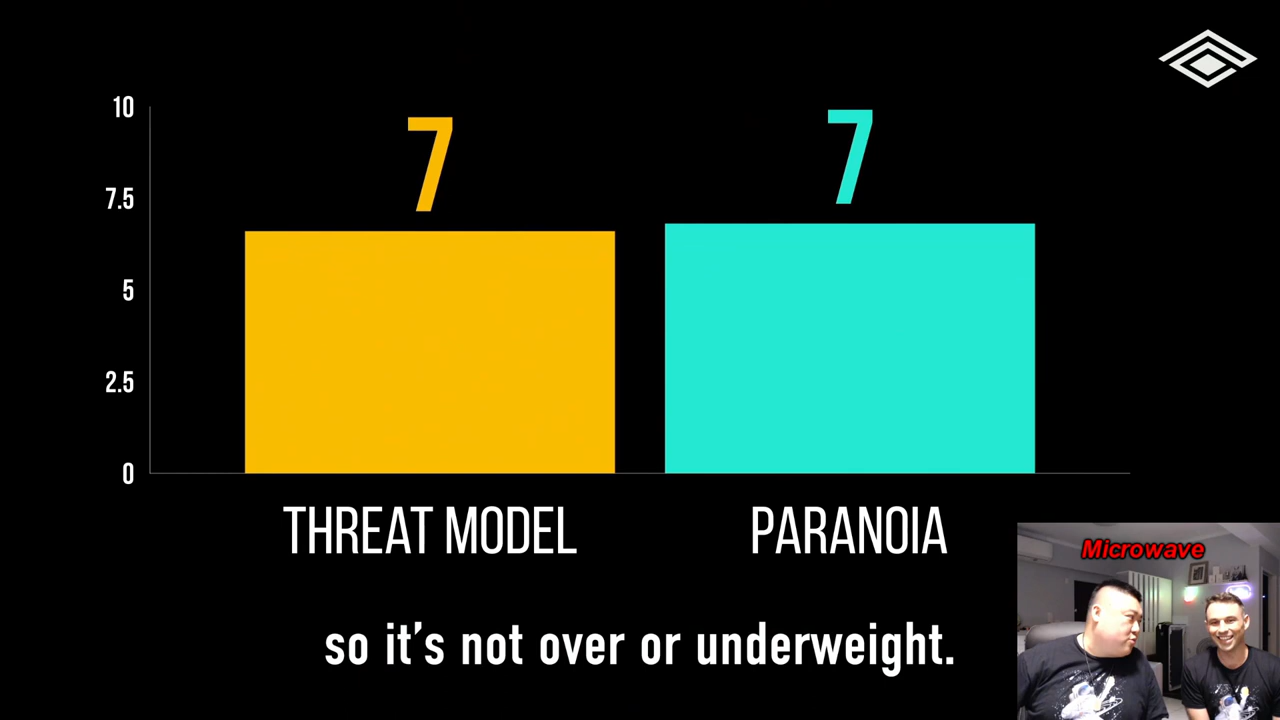 10
7.5
5
2.5
0
7
7
THREAT MODEL
PARANOIA
Microwave
so it's not over or underweight.